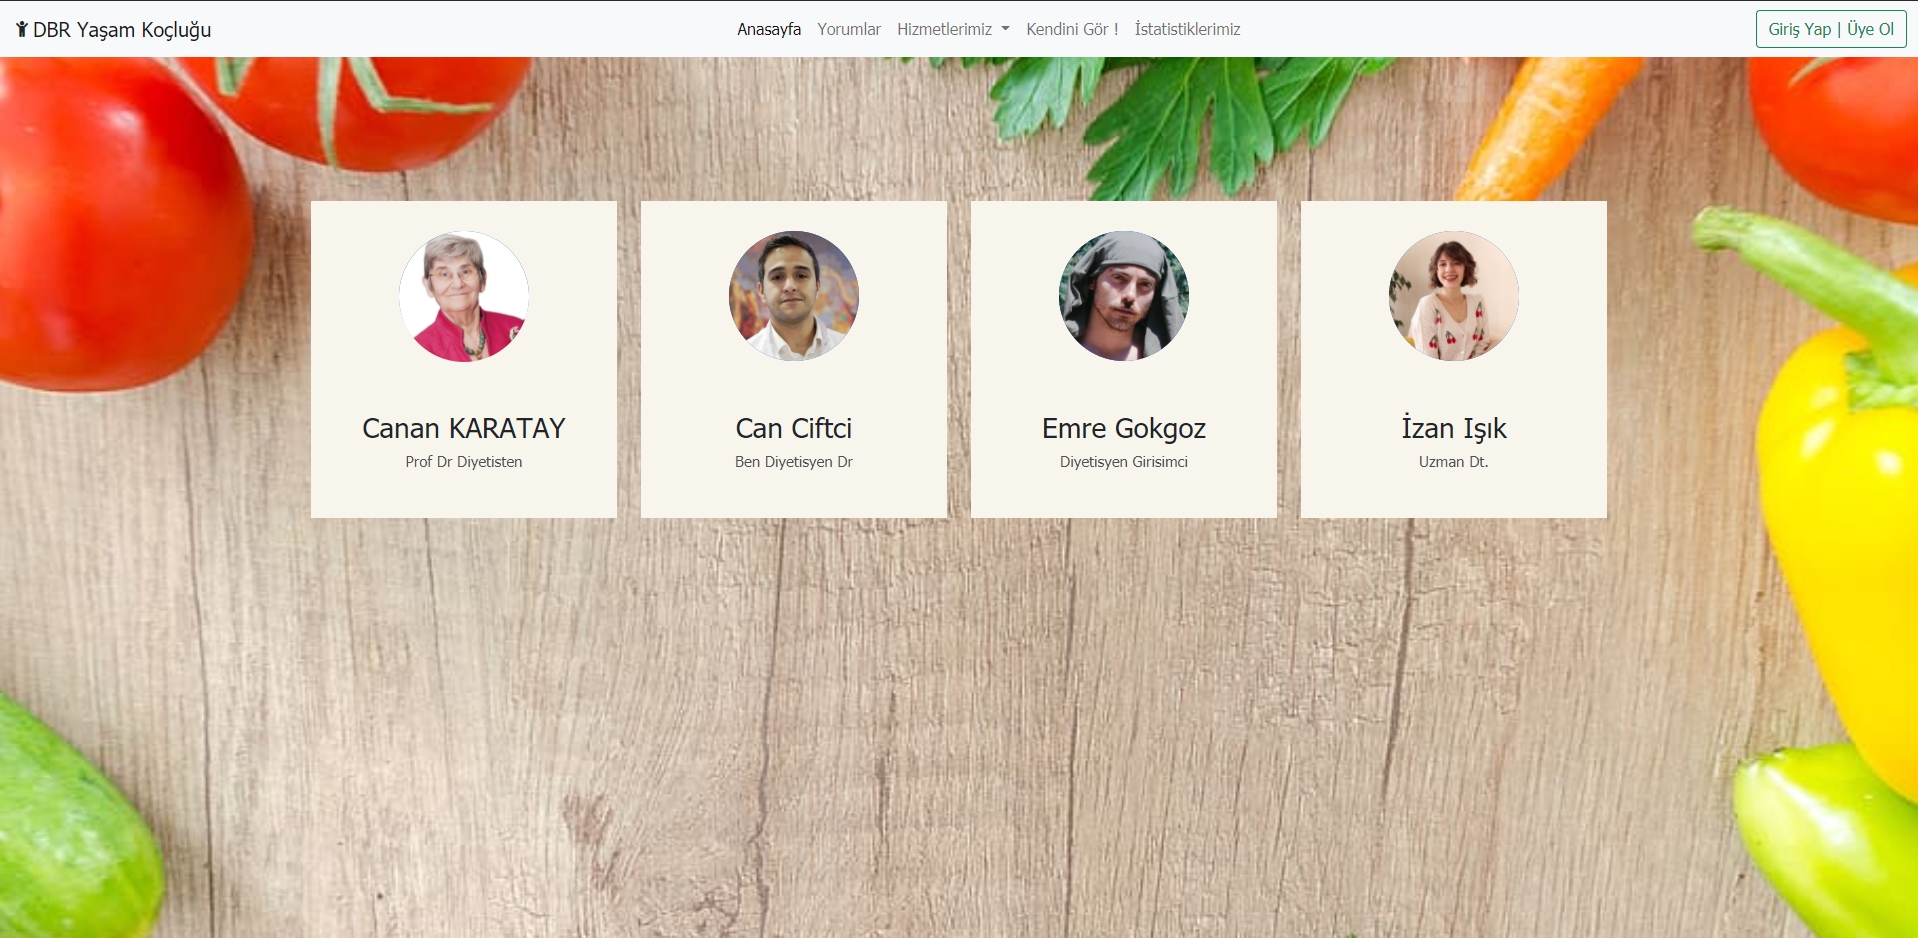 DBR Yaşam Koçluğu
Anasayfa Yorumlar Hizmetlerimiz Kendini Gör ! İstatistiklerimiz
Giriş Yap | Üye Ol
Canan KARATAY
Prof Dr Diyetisten
Can Ciftci
Ben Diyetisyen Dr
Emre Gokgoz
Diyetisyen Girisimci
İzan Işık
Uzman Dt.